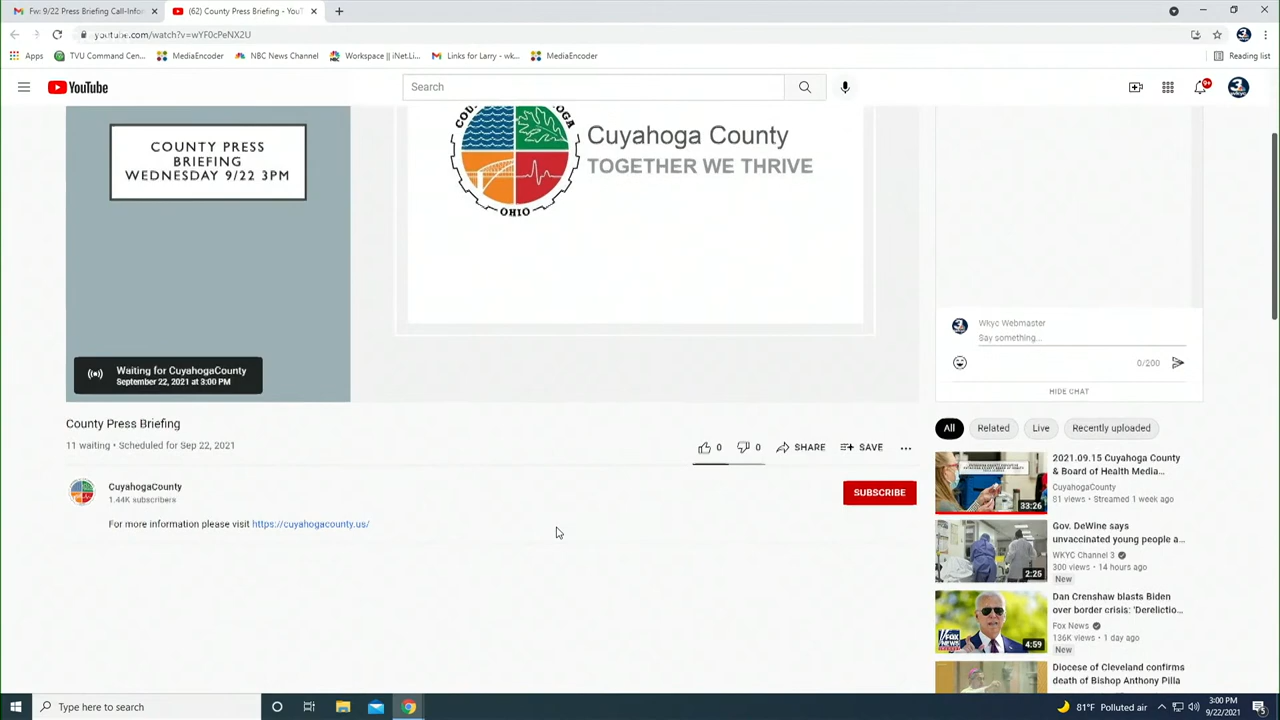 Fw: 9/22 Press Briefing Call-Infor
(62) County Press Briefing - YouT
youtube.com/watch?v=wYF0cPeNX2U
Apps
TVU Command Cen...
MediaEncoder
NBC News Channel
Workspace || iNet.Li...
Links for Larry - wk...
MediaEncoder
Reading list
YouTube
Search
9+
COUNTY PRESS
BRIEFING
WEDNESDAY 9/22 3PM
Cuyahoga County
TOGETHER WE THRIVE
OHIO
Waiting for CuyahogaCounty
September 22, 2021 at 3:00 PM
Wkyc Webmaster
Say something...
0/200
HIDE CHAT
County Press Briefing
11 waiting • Scheduled for Sep 22, 2021
0
0
SHARE
SAVE
CuyahogaCounty
1.44K subscribers
SUBSCRIBE
For more information please visit https://cuyahogacounty.us/
All
Related
Live
Recently uploaded
2021.09.15 Cuyahoga County
& Board of Health Media...
CuyahogaCounty
81 views • Streamed 1 week ago
33:26
Gov. DeWine says
unvaccinated young people a...
WKYC Channel 3
300 views • 14 hours ago
New
2:25
Dan Crenshaw blasts Biden
over border crisis: 'Derelictio...
Fox News
136K views • 1 day ago
New
4:59
Diocese of Cleveland confirms
death of Bishop Anthony Pilla
Type here to search
81°F Polluted air
3:00 PM
9/22/2021
5